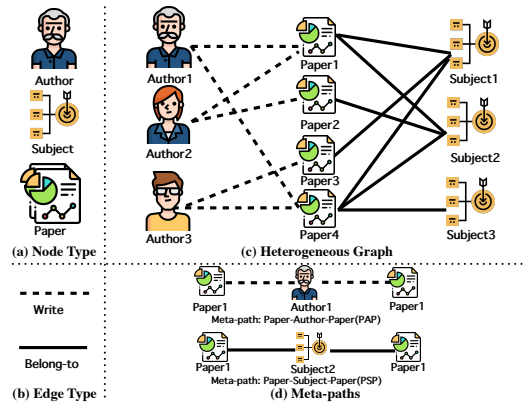 Author
Subject
Paper
(a) Node Type
Author1
Author2
Author3
Paper1
Paper2
Paper3
Paper4
Subject1
Subject2
Subject3
(c) Heterogeneous Graph
Write
Belong-to
(b) Edge Type
Paper1 Author1 Paper1
Meta-path: Paper-Author-Paper(PAP)
Paper1 Subject2 Paper1
Meta-path: Paper-Subject-Paper(PSP)
(d) Meta-paths